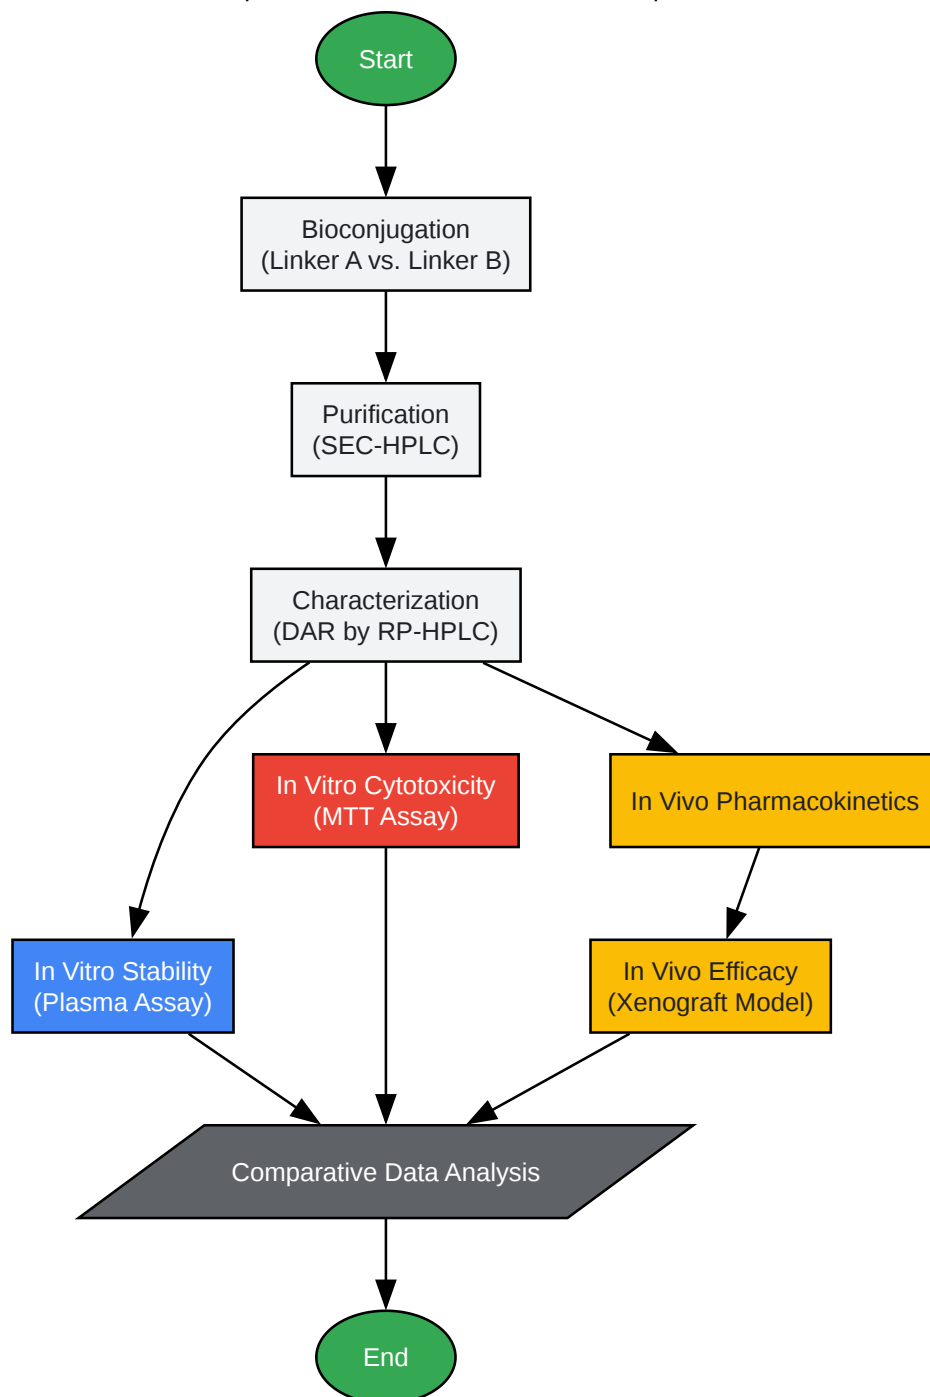 Start
Bioconjugation
(Linker A vs. Linker B)
Purification
(SEC-HPLC)
Characterization
(DAR by RP-HPLC)
In Vitro Cytotoxicity
(MTT Assay)
In Vivo Pharmacokinetics
In Vitro Stability
(Plasma Assay)
In Vivo Efficacy
(Xenograft Model)
Comparative Data Analysis
End